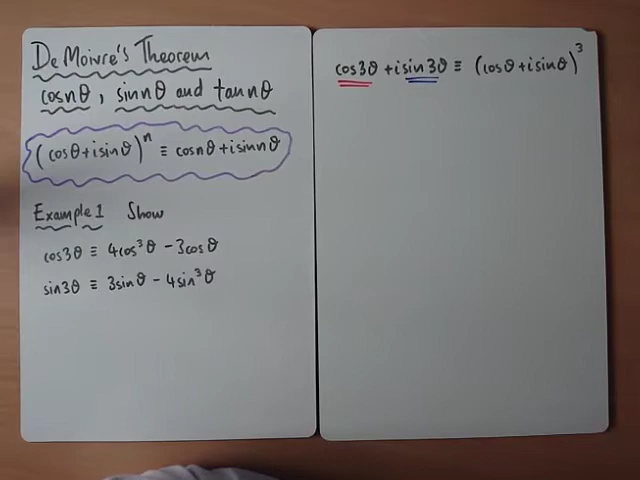 De Moivre's Theorem
cosnθ, sinnθ and tannθ
(cosθ+isinθ)ⁿ ≡ cosnθ+isinnθ
Example 1 Show
cos3θ ≡ 4cos³θ - 3cosθ
sin3θ ≡ 3sinθ - 4sin³θ
cos3θ + isin3θ ≡ (cosθ + isinθ)³